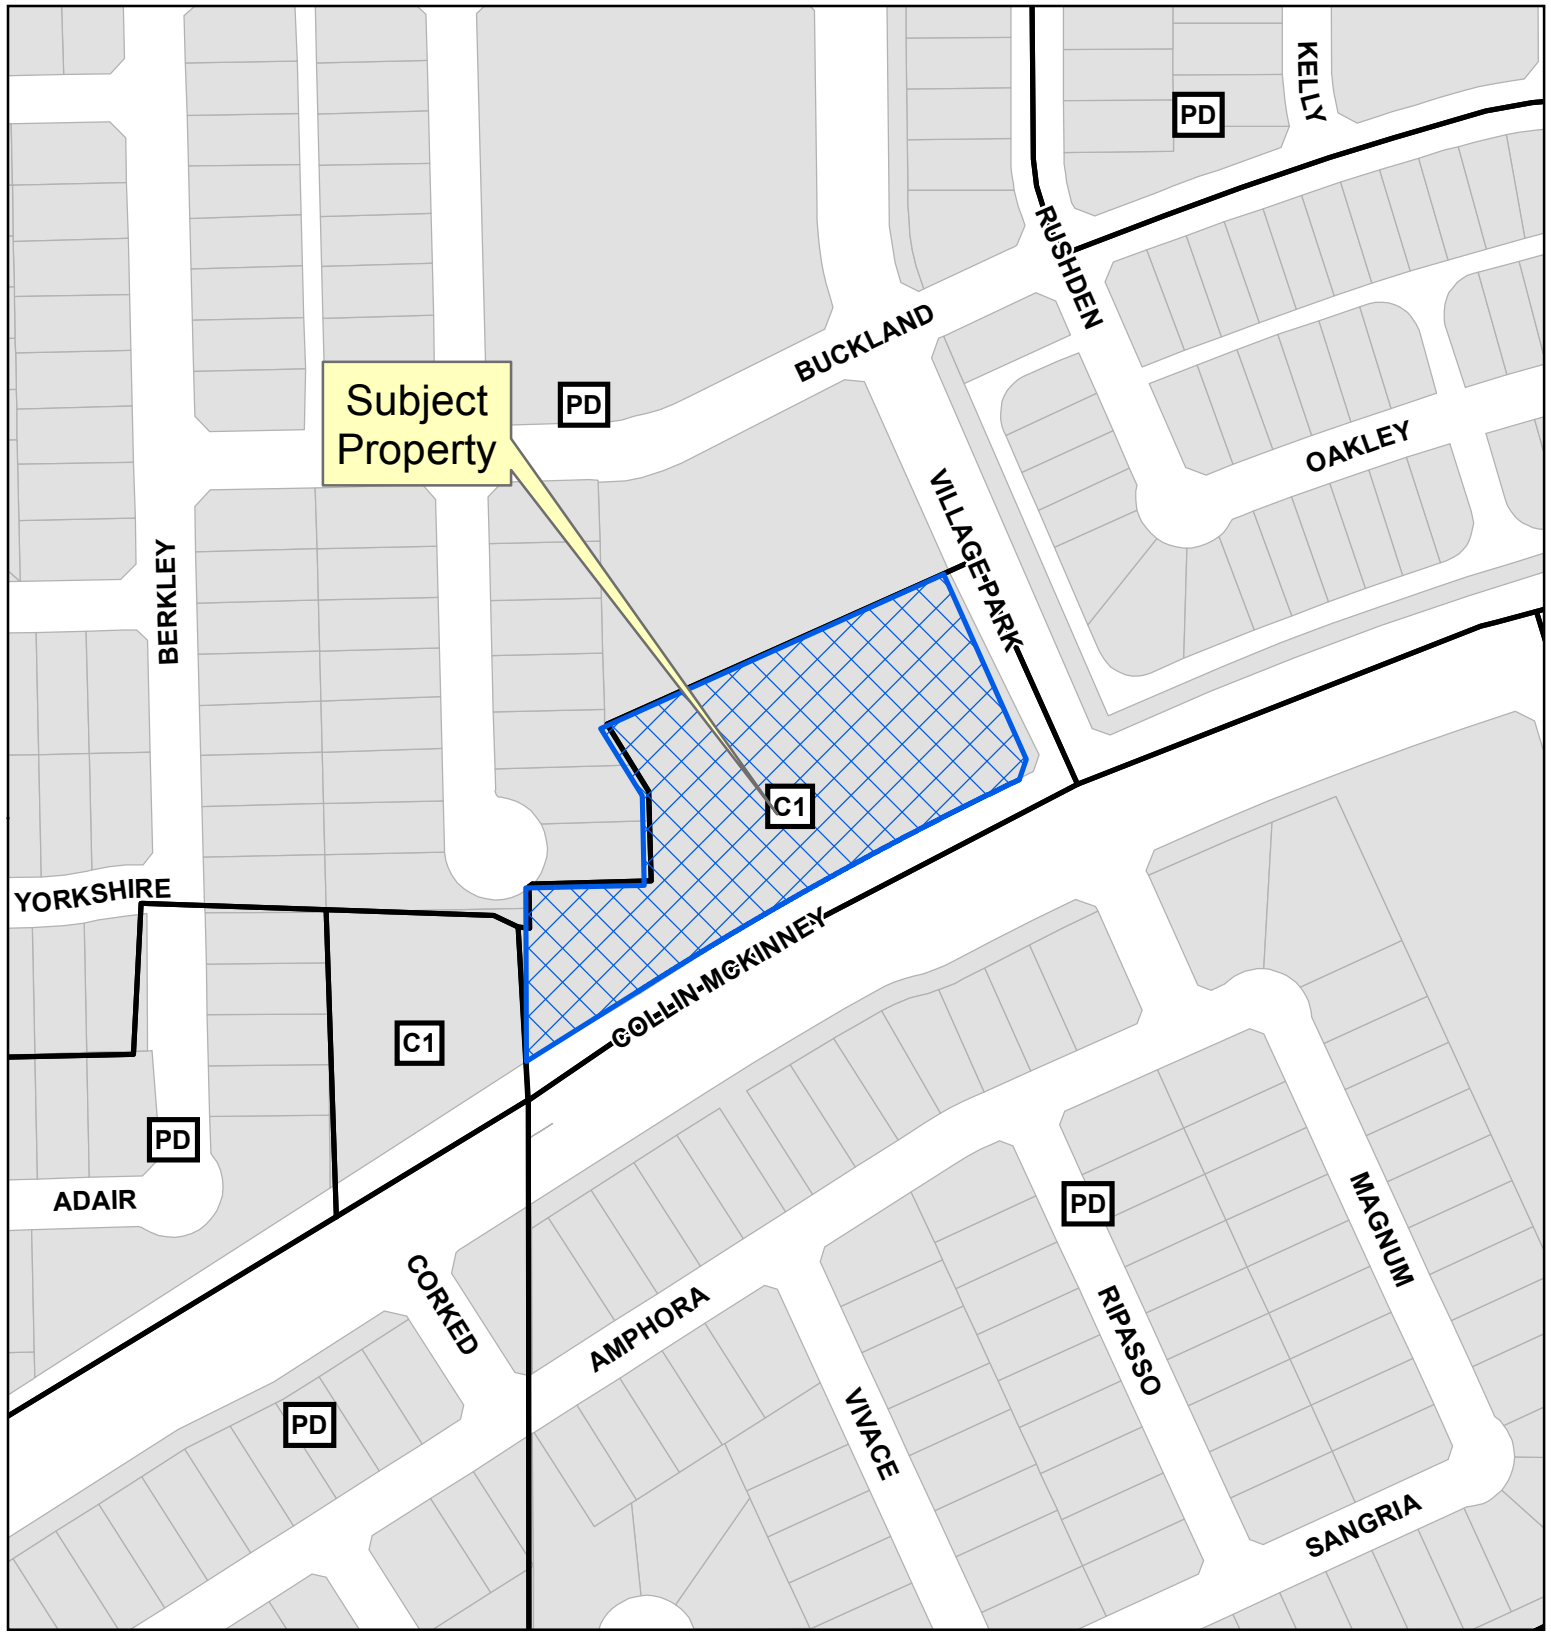 KELLY
PD
RUSHDEN
BUCKLAND
Subject
Property
PD
OAKLEY
VILLAGE PARK
BERKLEY
C1
YORKSHIRE
COLLIN-MCKINNEY
C1
PD
ADAIR
PD
MAGNUM
CORKED
RIPASSO
AMPHORA
VIVACE
PD
SANGRIA